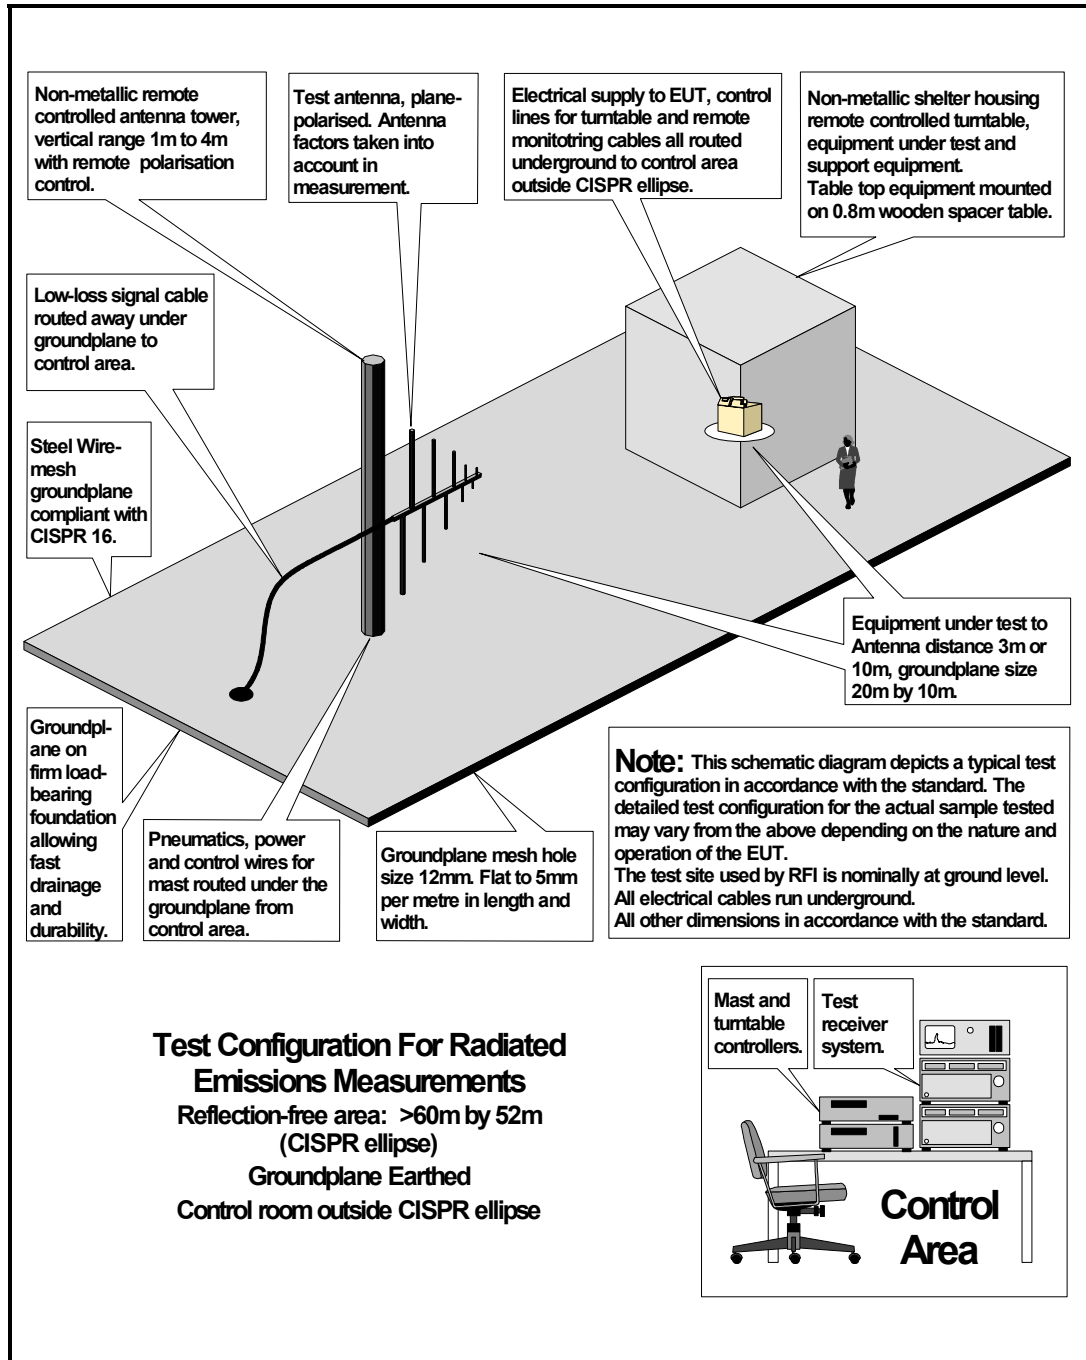 Non-metallic remote
controlled antenna tower,
vertical range 1m to 4m
with remote polarisation
control.
Test antenna, plane-
polarised. Antenna
factors taken into
account in
measurement.
Electrical supply to EUT, control
lines for turntable and remote
monitotring cables all routed
underground to control area
outside CISPR ellipse.
Non-metallic shelter housing
remote controlled turntable,
equipment under test and
support equipment.
Table top equipment mounted
on 0.8m wooden spacer table.
Low-loss signal cable
routed away under
groundplane to
control area.
Steel Wire-
mesh
groundplane
compliant with
CISPR 16.
Equipment under test to
Antenna distance 3m or
10m, groundplane size
20m by 10m.
Groundpl-
ane on
firm load-
bearing
foundation
allowing
fast
drainage
and
durability.
Pneumatics, power
and control wires for
mast routed under the
groundplane from
control area.
Groundplane mesh hole
size 12mm. Flat to 5mm
per metre in length and
width.
Note: This schematic diagram depicts a typical test
configuration in accordance with the standard. The
detailed test configuration for the actual sample tested
may vary from the above depending on the nature and
operation of the EUT.
The test site used by RFI is nominally at ground level.
All electrical cables run underground.
All other dimensions in accordance with the standard.
Test Configuration For Radiated
Emissions Measurements
Reflection-free area: >60m by 52m
(CISPR ellipse)
Groundplane Earthed
Control room outside CISPR ellipse
Mast and
turntable
controllers.
Test
receiver
system.
Control
Area